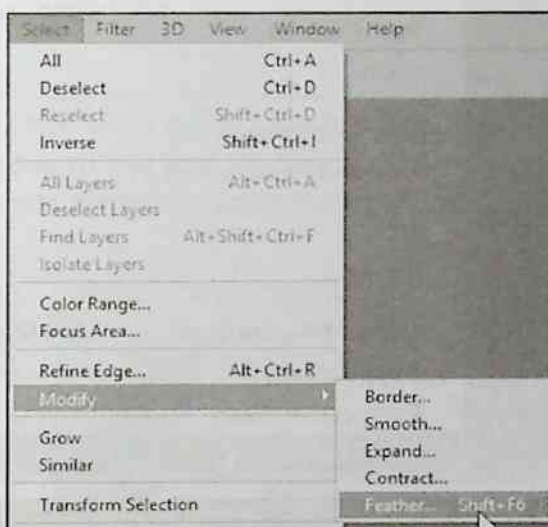 Select Filter 3D View Window Help
All Ctrl+A
Deselect Ctrl+D
Reselect Shift+Ctrl+D
Inverse Shift+Ctrl+I
All Layers Alt+Ctrl+A
Deselect Layers
Find Layers Alt+Shift+Ctrl+F
Isolate Layers
Color Range...
Focus Area...
Refine Edge... Alt+Ctrl+R
Modify
Border...
Smooth...
Expand...
Contract...
Feather... Shift+F6
Grow
Similar
Transform Selection